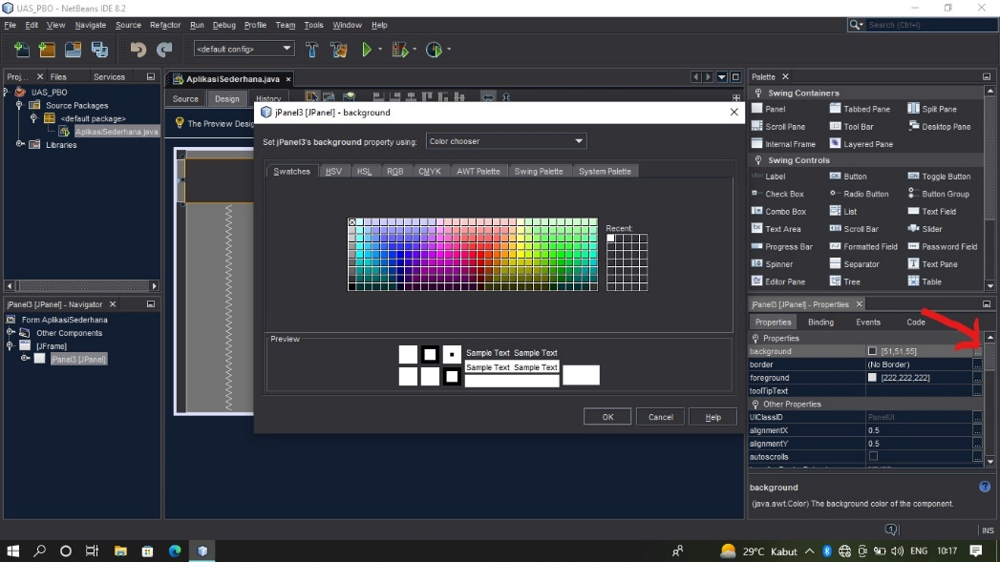 UAS_PBO - NetBeans IDE 8.2
File Edit View Navigate Source Refactor Run Debug Profile Team Tools Window Help
Search (Ctrl+I)
<default config>
Proj... Files Services
UAS_PBO
Source Packages
<default package>
AplikasiSederhana.java
Libraries
AplikasiSederhana.java
Source Design History
The Preview Desig
jPanel3 [JPanel] - background
Set jPanel3's background property using: Color chooser
Swatches HSV HSL RGB CMYK AWT Palette Swing Palette System Palette
Recent:
Preview
Sample Text Sample Text
Sample Text Sample Text
OK Cancel Help
Palette
Swing Containers
Panel Tabbed Pane Split Pane
Scroll Pane Tool Bar Desktop Pane
Internal Frame Layered Pane
Swing Controls
Label Button Toggle Button
Check Box Radio Button Button Group
Combo Box List Text Field
Text Area Scroll Bar Slider
Progress Bar Formatted Field Password Field
Spinner Separator Text Pane
Editor Pane Tree Table
jPanel3 [JPanel] - Navigator
Form AplikasiSederhana
Other Components
[JFrame]
jPanel3 [JPanel]
jPanel3 [JPanel] - Properties
Properties Binding Events Code
Properties
background [51,51,55] ...
border (No Border) ...
foreground [222,222,222] ...
toolTipText ...
Other Properties
UIClassID PanelUI ...
alignmentX 0.5 ...
alignmentY 0.5 ...
autoscrolls ...
background
(java.awt.Color) The background color of the component.
1 INS
29°C Kabut ENG 10:17